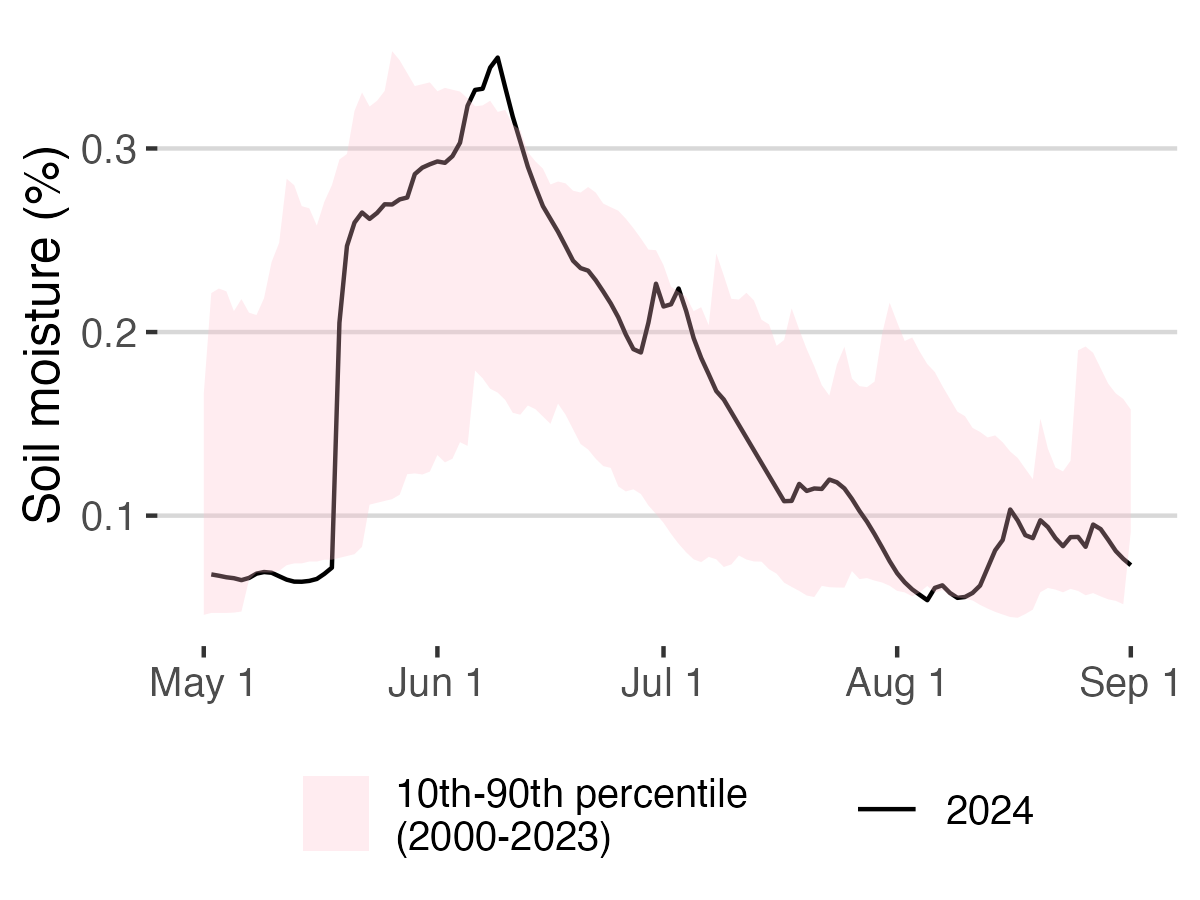 Soil moisture (%)
0.3
0.2
0.1
May 1
Jun 1
Jul 1
Aug 1
Sep 1
10th-90th percentile
(2000-2023)
2024